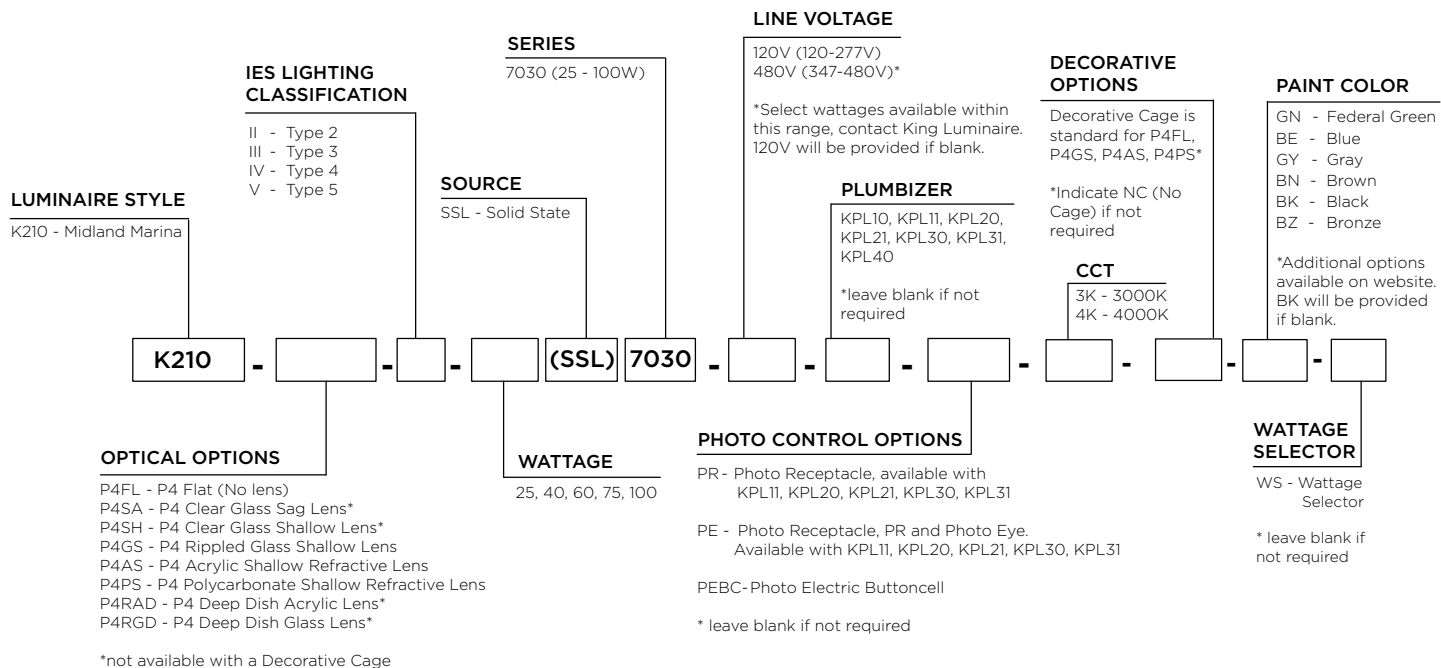 LUMINAIRE STYLE
K210 - Midland Marina
IES LIGHTING
CLASSIFICATION
II - Type 2
III - Type 3
IV - Type 4
V - Type 5
SOURCE
SSL - Solid State
SERIES
7030 (25 - 100W)
LINE VOLTAGE
120V (120-277V)
480V (347-480V)*
*Select wattages available within
this range, contact King Luminaire.
120V will be provided if blank.
PLUMBIZER
KPL10, KPL11, KPL20,
KPL21, KPL30, KPL31,
KPL40
*leave blank if not
required
DECORATIVE
OPTIONS
Decorative Cage is
standard for P4FL,
P4GS, P4AS, P4PS*
*Indicate NC (No
Cage) if not
required
CCT
3K - 3000K
4K - 4000K
PAINT COLOR
GN - Federal Green
BE - Blue
GY - Gray
BN - Brown
BK - Black
BZ - Bronze
*Additional options
available on website.
BK will be provided
if blank.
K210 - - - (SSL) 7030 - - - - - - -
OPTICAL OPTIONS
P4FL - P4 Flat (No lens)
P4SA - P4 Clear Glass Sag Lens*
P4SH - P4 Clear Glass Shallow Lens*
P4GS - P4 Rippled Glass Shallow Lens
P4AS - P4 Acrylic Shallow Refractive Lens
P4PS - P4 Polycarbonate Shallow Refractive Lens
P4RAD - P4 Deep Dish Acrylic Lens*
P4RGD - P4 Deep Dish Glass Lens*
*not available with a Decorative Cage
WATTAGE
25, 40, 60, 75, 100
PHOTO CONTROL OPTIONS
PR- Photo Receptacle, available with
KPL11, KPL20, KPL21, KPL30, KPL31
PE - Photo Receptacle, PR and Photo Eye.
Available with KPL11, KPL20, KPL21, KPL30, KPL31
PEBC-Photo Electric Buttoncell
* leave blank if not required
WATTAGE
SELECTOR
WS - Wattage
Selector
* leave blank if
not required